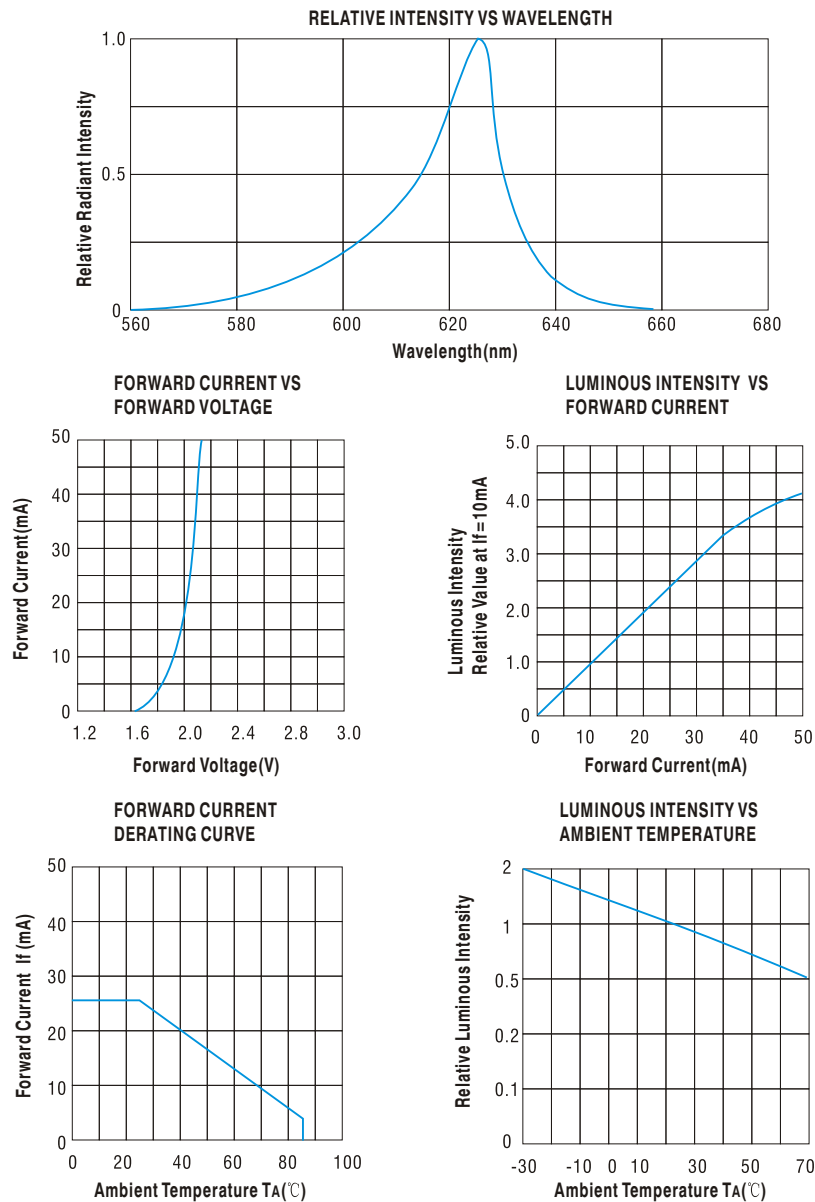 RELATIVE INTENSITY VS WAVELENGTH
Relative Radiant Intensity
1.0
0.5
0
560 580 600 620 640 660 680
Wavelength(nm)
FORWARD CURRENT VS
FORWARD VOLTAGE
Forward Current(mA)
50
40
30
20
10
0
1.2 1.6 2.0 2.4 2.8 3.0
Forward Voltage(V)
LUMINOUS INTENSITY VS
FORWARD CURRENT
Luminous Intensity
Relative Value at If=10mA
5.0
4.0
3.0
2.0
1.0
0
0 10 20 30 40 50
Forward Current(mA)
FORWARD CURRENT
DERATING CURVE
Forward Current If (mA)
50
40
30
20
10
0
0 20 40 60 80 100
Ambient Temperature TA(℃)
LUMINOUS INTENSITY VS
AMBIENT TEMPERATURE
Relative Luminous Intensity
2
1
0.5
0.2
0.1
0
-30 -10 0 10 30 50 70
Ambient Temperature TA(℃)